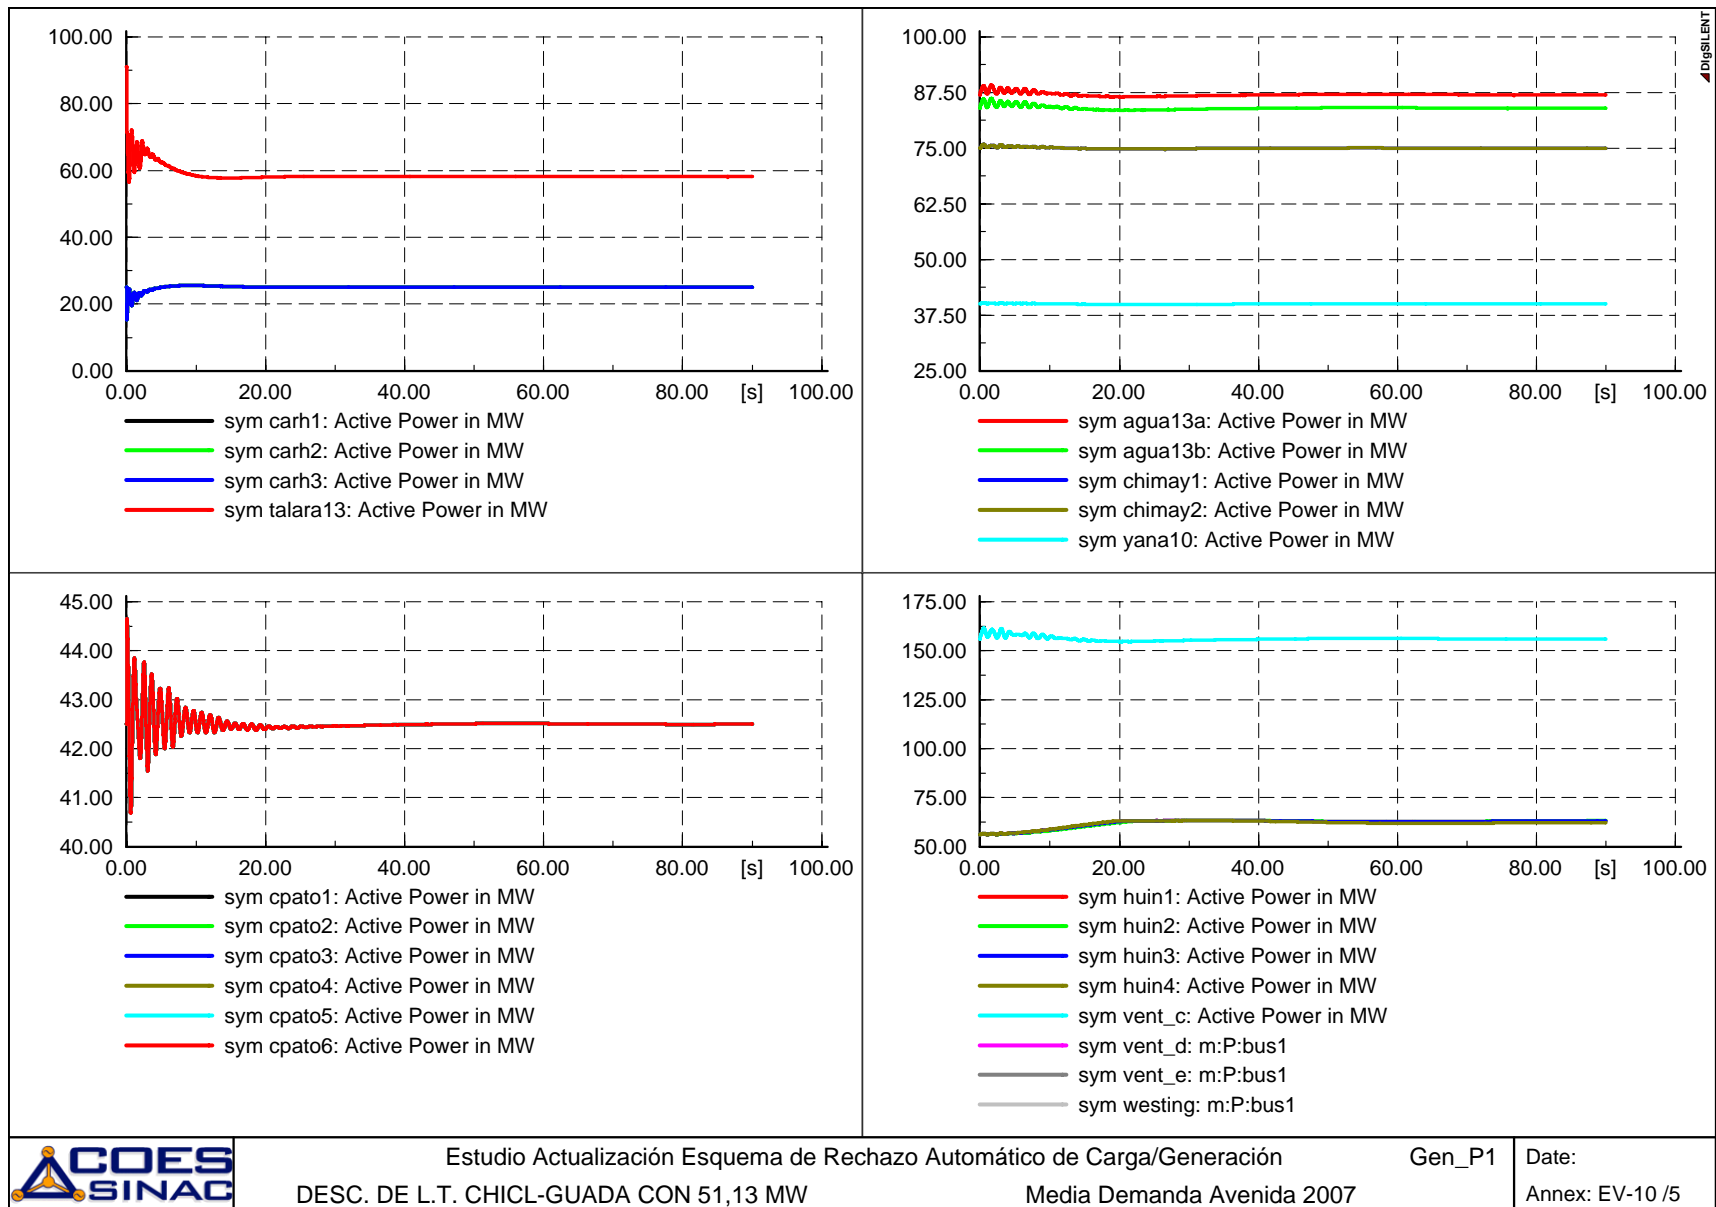 DIgSILENT
100.00
80.00
60.00
40.00
20.00
0.00
0.00 20.00 40.00 60.00 80.00 [s] 100.00
sym carh1: Active Power in MW
sym carh2: Active Power in MW
sym carh3: Active Power in MW
sym talara13: Active Power in MW
100.00
87.50
75.00
62.50
50.00
37.50
25.00
0.00 20.00 40.00 60.00 80.00 [s] 100.00
sym agua13a: Active Power in MW
sym agua13b: Active Power in MW
sym chimay1: Active Power in MW
sym chimay2: Active Power in MW
sym yana10: Active Power in MW
45.00
44.00
43.00
42.00
41.00
40.00
0.00 20.00 40.00 60.00 80.00 [s] 100.00
sym cpato1: Active Power in MW
sym cpato2: Active Power in MW
sym cpato3: Active Power in MW
sym cpato4: Active Power in MW
sym cpato5: Active Power in MW
sym cpato6: Active Power in MW
175.00
150.00
125.00
100.00
75.00
50.00
0.00 20.00 40.00 60.00 80.00 [s] 100.00
sym huin1: Active Power in MW
sym huin2: Active Power in MW
sym huin3: Active Power in MW
sym huin4: Active Power in MW
sym vent_c: Active Power in MW
sym vent_d: m:P:bus1
sym vent_e: m:P:bus1
sym westing: m:P:bus1
COES
SINAC
Estudio Actualización Esquema de Rechazo Automático de Carga/Generación Gen_P1
DESC. DE L.T. CHICL-GUADA CON 51,13 MW Media Demanda Avenida 2007
Date:
Annex: EV-10 /5